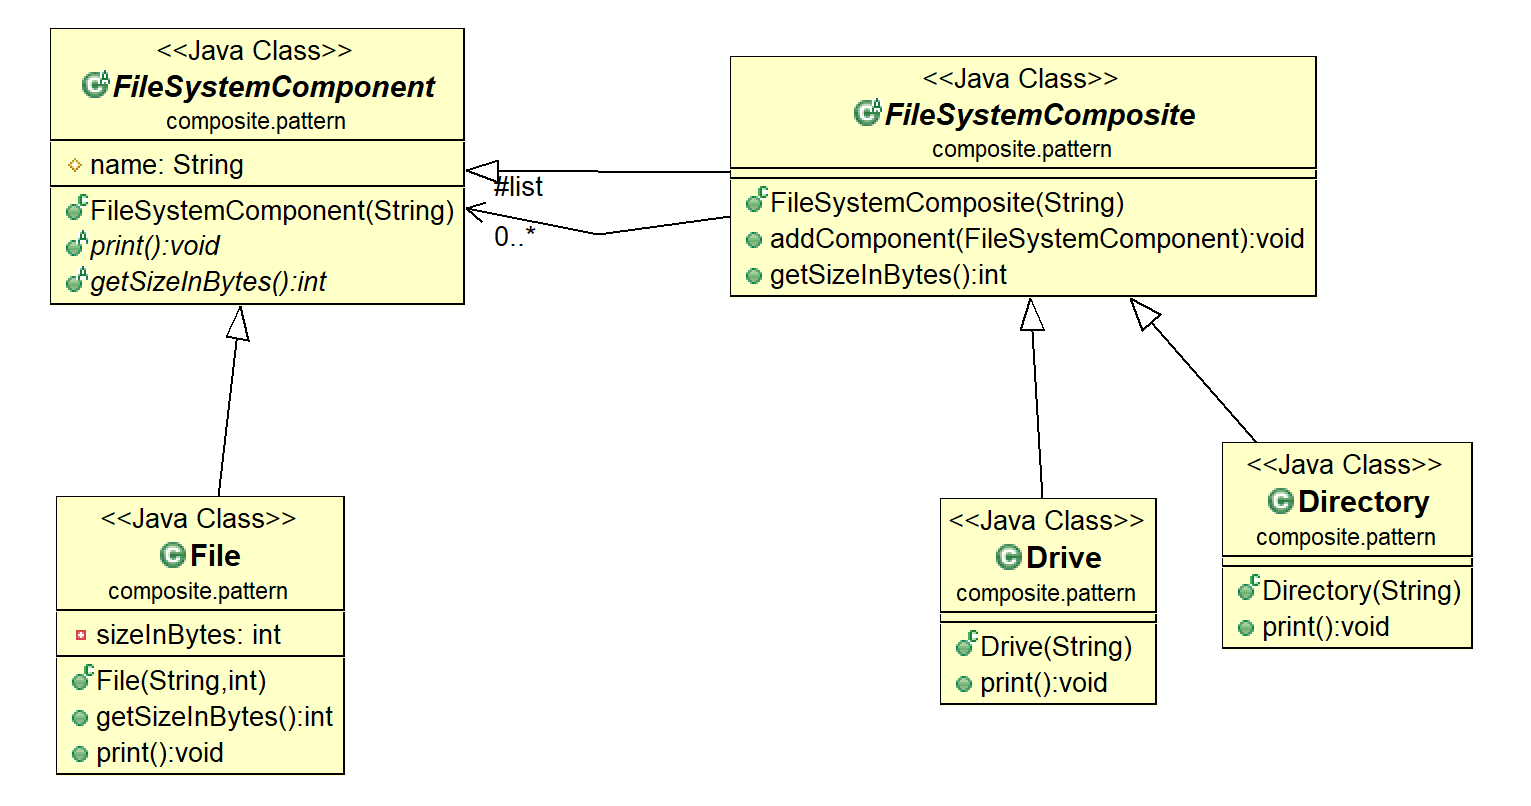 <<Java Class>>
FileSystemComponent
composite.pattern
name: String
FileSystemComponent(String)
print():void
getSizeInBytes():int
#list
0..*
<<Java Class>>
FileSystemComposite
composite.pattern
FileSystemComposite(String)
addComponent(FileSystemComponent):void
getSizeInBytes():int
<<Java Class>>
File
composite.pattern
sizeInBytes: int
File(String,int)
getSizeInBytes():int
print():void
<<Java Class>>
Drive
composite.pattern
Drive(String)
print():void
<<Java Class>>
Directory
composite.pattern
Directory(String)
print():void